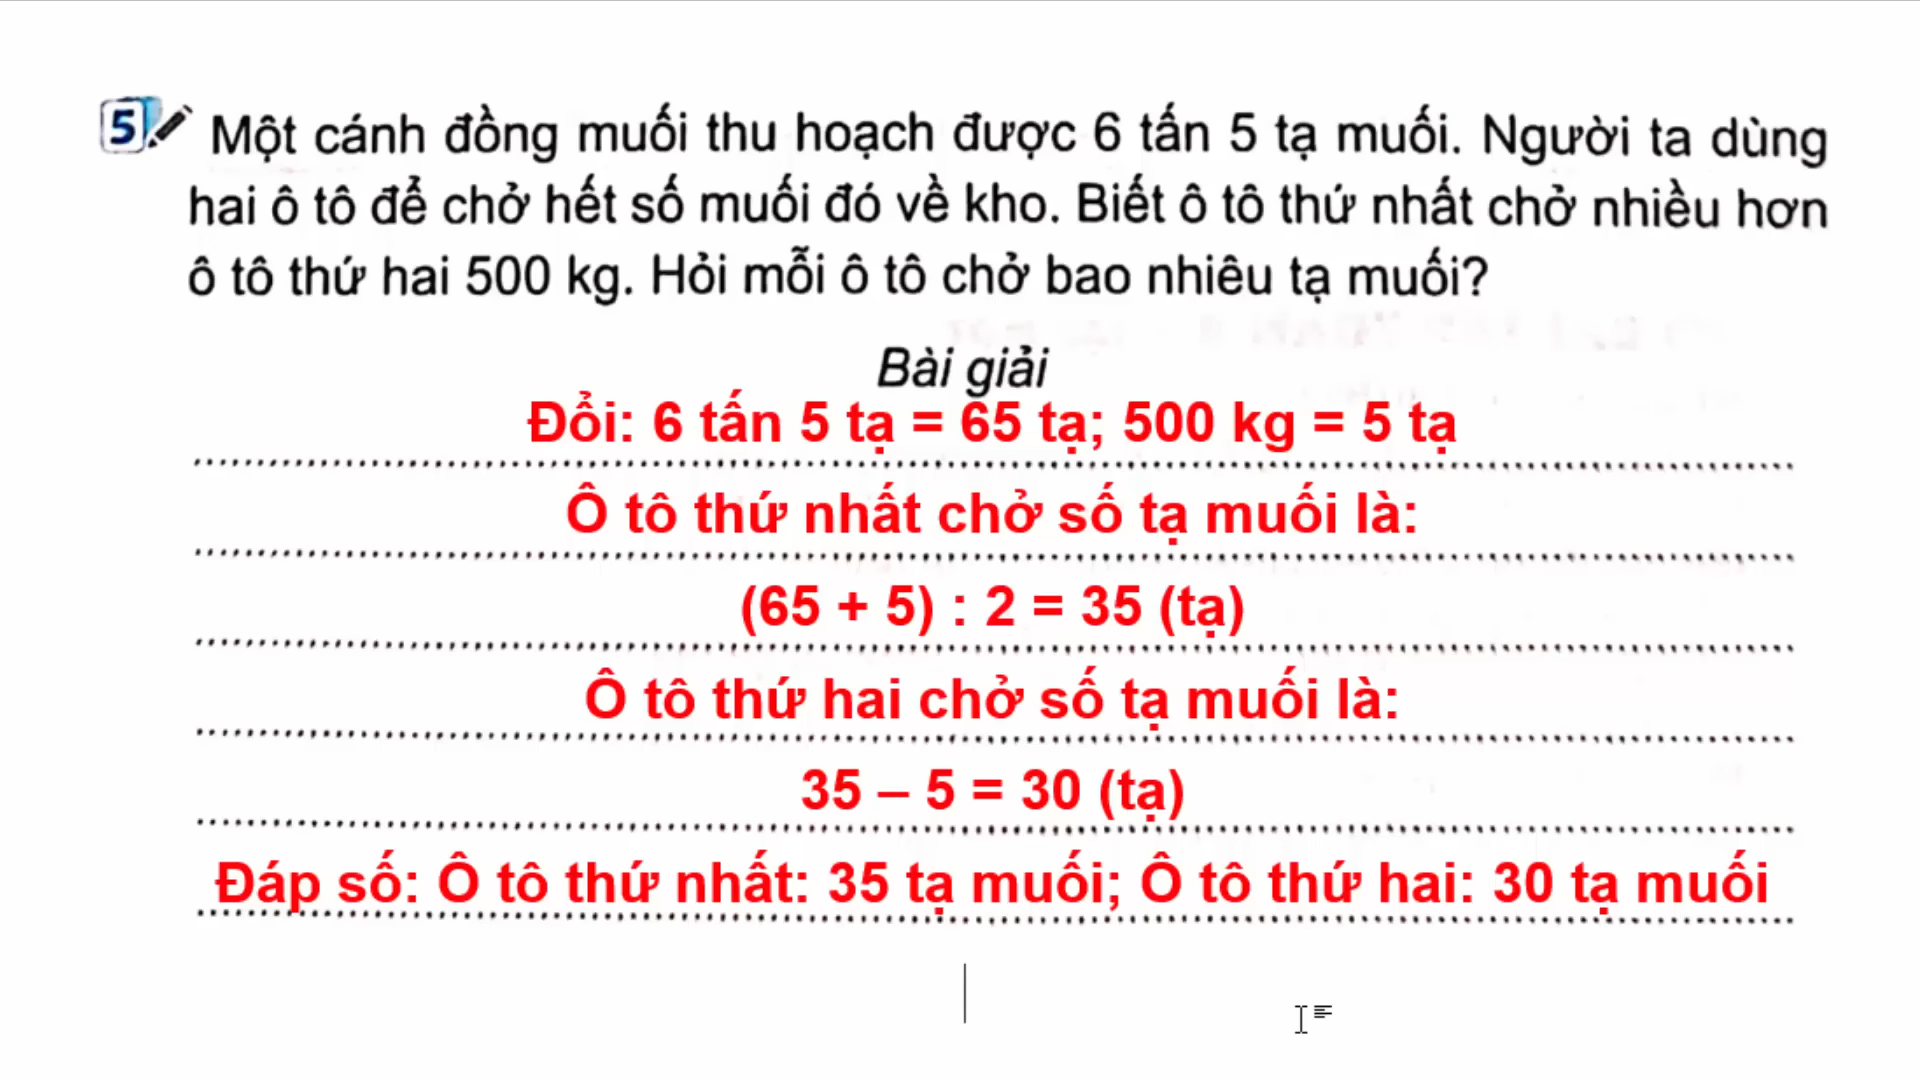 5 Một cánh đồng muối thu hoạch được 6 tấn 5 tạ muối. Người ta dùng
hai ô tô để chở hết số muối đó về kho. Biết ô tô thứ nhất chở nhiều hơn
ô tô thứ hai 500 kg. Hỏi mỗi ô tô chở bao nhiêu tạ muối?
Bài giải
Đổi: 6 tấn 5 tạ = 65 tạ; 500 kg = 5 tạ
Ô tô thứ nhất chở số tạ muối là:
(65 + 5) : 2 = 35 (tạ)
Ô tô thứ hai chở số tạ muối là:
35 – 5 = 30 (tạ)
Đáp số: Ô tô thứ nhất: 35 tạ muối; Ô tô thứ hai: 30 tạ muối